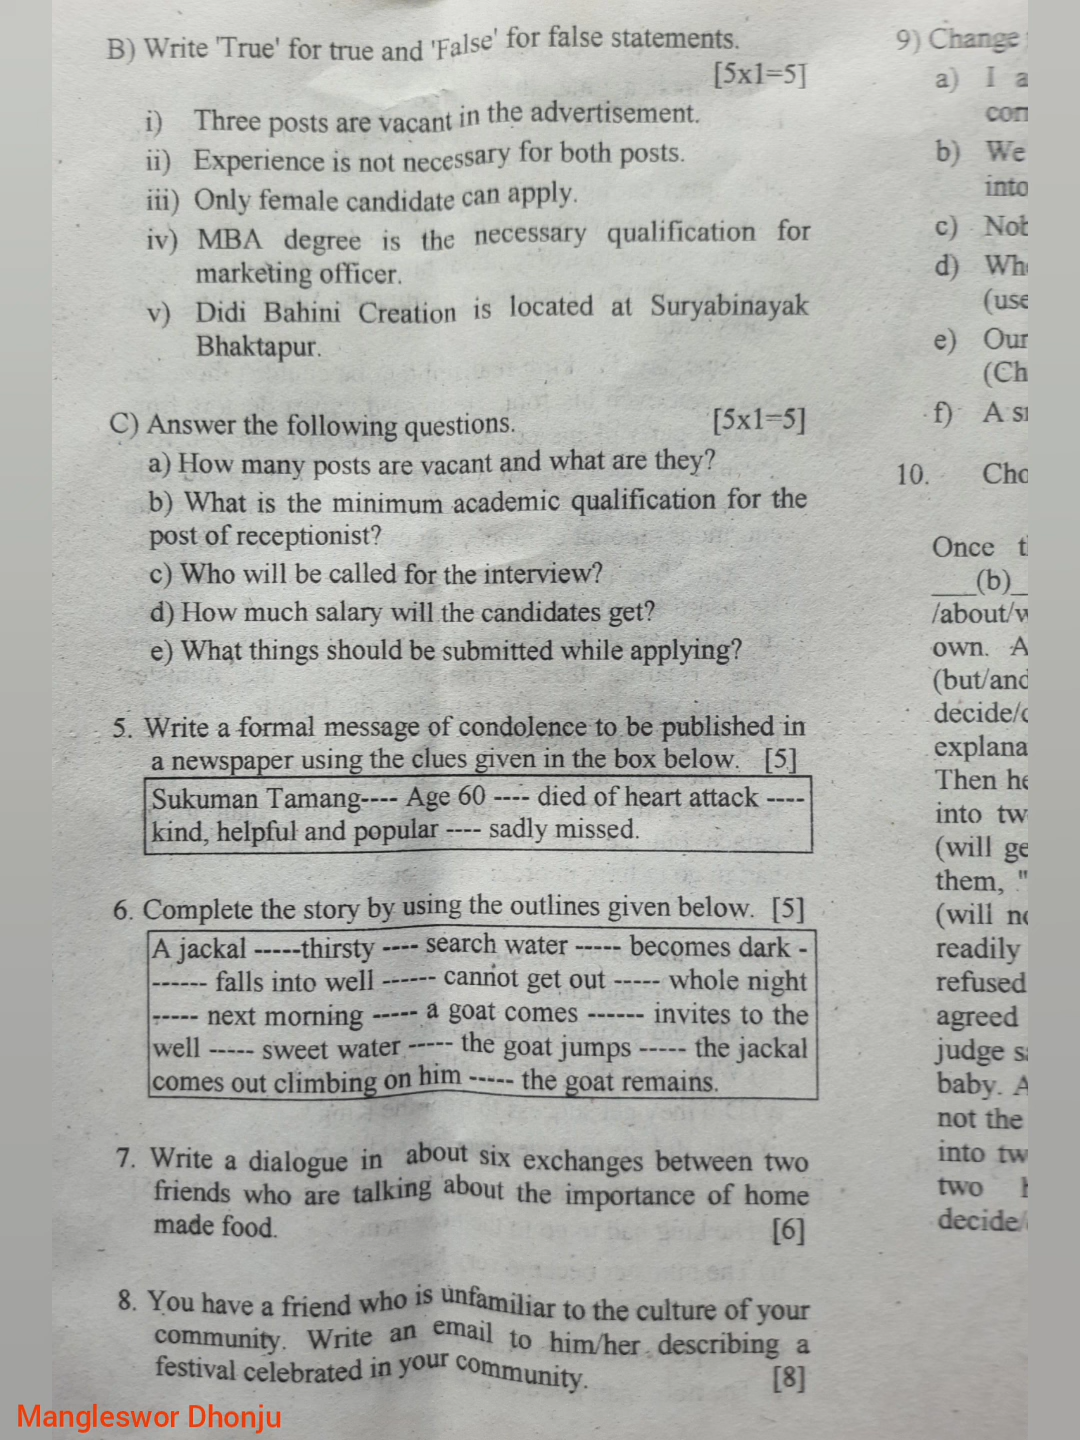 B) Write 'True' for true and 'False' for false statements.
[5x1=5]
i) Three posts are vacant in the advertisement.
ii) Experience is not necessary for both posts.
iii) Only female candidate can apply.
iv) MBA degree is the necessary qualification for
marketing officer.
v) Didi Bahini Creation is located at Suryabinayak
Bhaktapur.
C) Answer the following questions. [5x1=5]
a) How many posts are vacant and what are they?
b) What is the minimum academic qualification for the
post of receptionist?
c) Who will be called for the interview?
d) How much salary will the candidates get?
e) What things should be submitted while applying?
5. Write a formal message of condolence to be published in
a newspaper using the clues given in the box below. [5]
Sukuman Tamang---- Age 60 ---- died of heart attack ----
kind, helpful and popular ---- sadly missed.
6. Complete the story by using the outlines given below. [5]
A jackal -----thirsty ---- search water ----- becomes dark -
------ falls into well ------ cannot get out ----- whole night
----- next morning ----- a goat comes ------ invites to the
well ----- sweet water ----- the goat jumps ----- the jackal
comes out climbing on him ----- the goat remains.
7. Write a dialogue in about six exchanges between two
friends who are talking about the importance of home
made food. [6]
8. You have a friend who is unfamiliar to the culture of your
community. Write an email to him/her describing a
festival celebrated in your community. [8]
9) Change
a) I a
b) We
into
c)
d)
(use
e) Our
(Ch
f) A
10.
Once
(b)
/about/w
own. A
(but/and
decide/
explana
Then he
into tw
(will ge
them, "
(will
readily
refused
agreed
judge
baby. A
not the
into tw
two
decide/
Mangleswor Dhonju